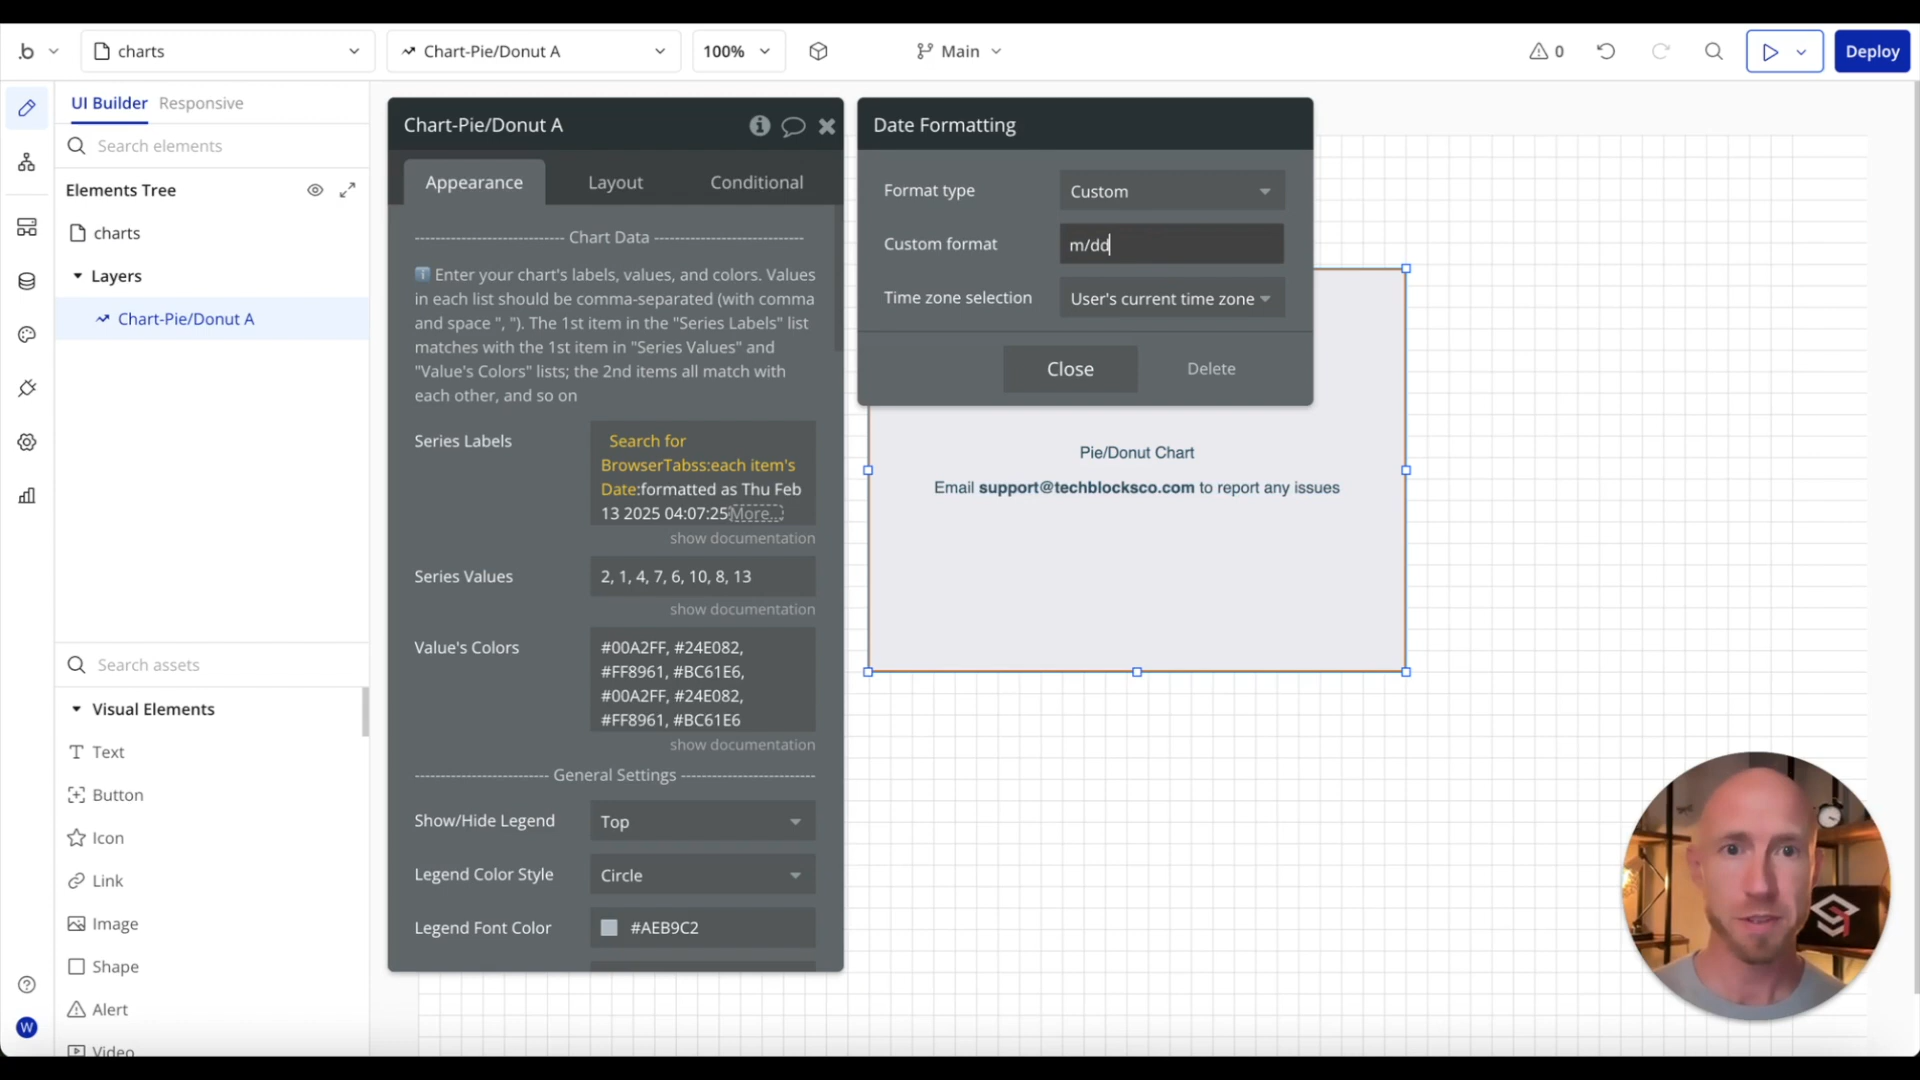 charts
Chart-Pie/Donut A
100%
Main
0
Deploy
UI Builder
Responsive
Search elements
Elements Tree
charts
Layers
Chart-Pie/Donut A
Search assets
Visual Elements
Text
Button
Icon
Link
Image
Shape
Alert
Video
W
Chart-Pie/Donut A
Appearance
Layout
Conditional
Chart Data
Enter your chart's labels, values, and colors. Values
in each list should be comma-separated (with comma
and space ", "). The 1st item in the "Series Labels" list
matches with the 1st item in "Series Values" and
"Value's Colors" lists; the 2nd items all match with
each other, and so on
Series Labels
Search for
BrowserTabss:each item's
Date:formatted as Thu Feb
13 2025 04:07:25 More...
show documentation
Series Values
2, 1, 4, 7, 6, 10, 8, 13
show documentation
Value's Colors
#00A2FF, #24E082,
#FF8961, #BC61E6,
#00A2FF, #24E082,
#FF8961, #BC61E6
show documentation
General Settings
Show/Hide Legend
Top
Legend Color Style
Circle
Legend Font Color
#AEB9C2
Date Formatting
Format type
Custom
Custom format
m/dd
Time zone selection
User's current time zone
Close
Delete
Pie/Donut Chart
Email support@techblocksco.com to report any issues